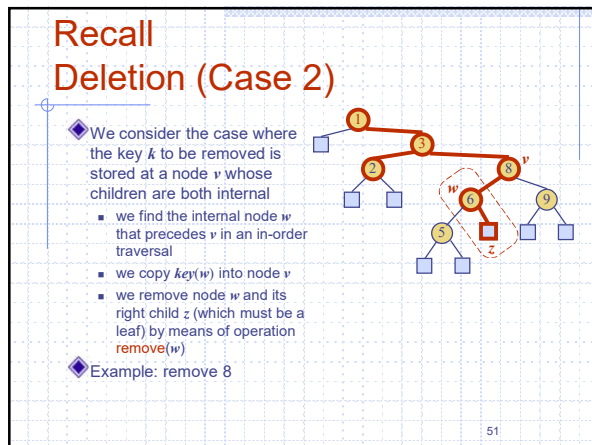 Recall
Deletion (Case 2)
We consider the case where
the key k to be removed is
stored at a node v whose
children are both internal
we find the internal node w
that precedes v in an in-order
traversal
we copy key(w) into node v
we remove node w and its
right child z (which must be a
leaf) by means of operation
remove(w)
Example: remove 8
1
3
2
8
v
w
6
9
5
z
51